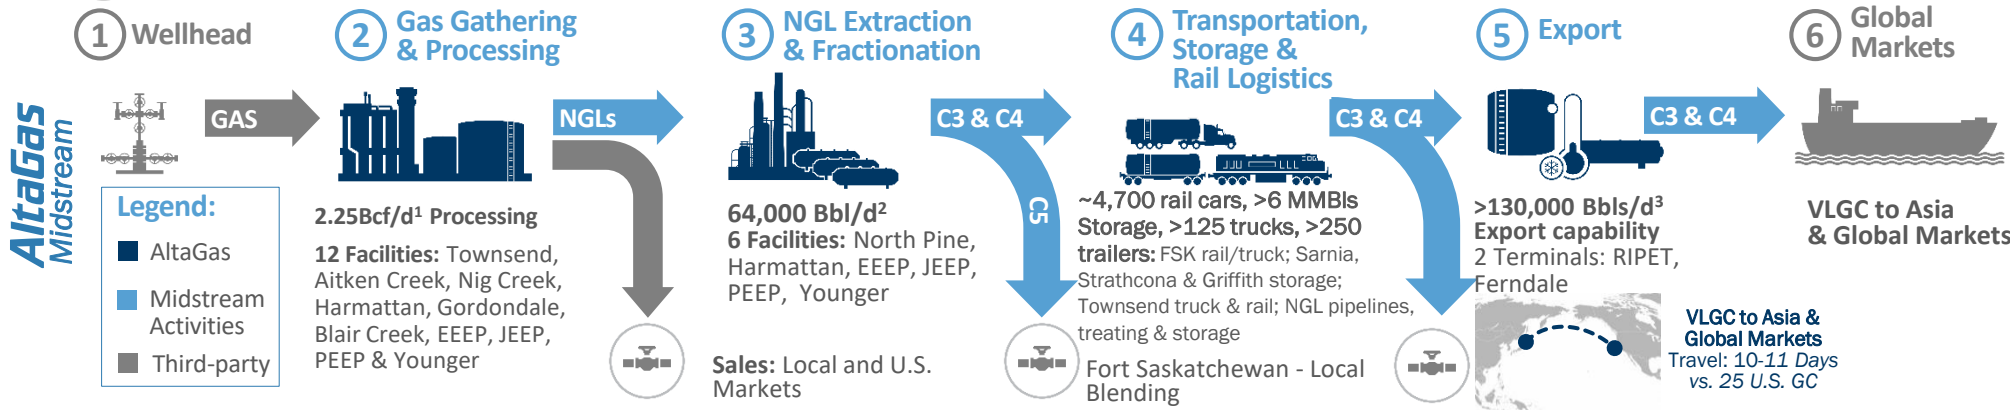 1 Wellhead
2 Gas Gathering
& Processing
3 NGL Extraction
& Fractionation
4 Transportation,
Storage &
Rail Logistics
5 Export
6 Global
Markets
AltaGas
Midstream
GAS
NGLs
C3 & C4
C5
C3 & C4
C3 & C4
Legend:
AltaGas
Midstream
Activities
Third-party
2.25Bcf/d¹ Processing
12 Facilities: Townsend,
Aitken Creek, Nig Creek,
Harmattan, Gordondale,
Blair Creek, EEEP, JEEP,
PEEP & Younger
64,000 Bbl/d²
6 Facilities: North Pine,
Harmattan, EEEP, JEEP,
PEEP, Younger
Sales: Local and U.S.
Markets
~4,700 rail cars, >6 MMBls
Storage, >125 trucks, >250
trailers: FSK rail/truck; Sarnia,
Strathcona & Griffith storage;
Townsend truck & rail; NGL pipelines,
treating & storage
Fort Saskatchewan - Local
Blending
>130,000 Bbls/d³
Export capability
2 Terminals: RIPET,
Ferndale
VLGC to Asia &
Global Markets
Travel: 10-11 Days
vs. 25 U.S. GC
VLGC to Asia
& Global Markets